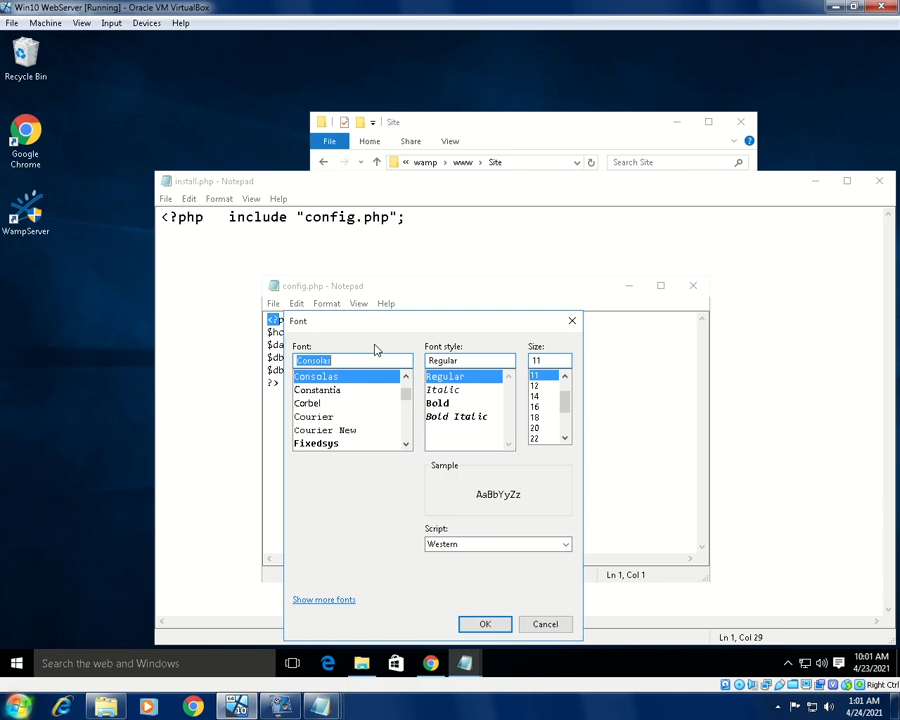 Win10 WebServer [Running] - Oracle VM VirtualBox
File Machine View Input Devices Help
Recycle Bin
Google
Chrome
WampServer
Site
File Home Share View
« wamp > www > Site
Search Site
install.php - Notepad
File Edit Format View Help
<?php   include "config.php";
config.php - Notepad
File Edit Format View Help
<?p
$ho
$da
$db
$db
?>
Font
Font:
Font style:
Size:
Consolas
Regular
11
Consolas
Constantia
Corbel
Courier
Courier New
Fixedsys
Regular
Italic
Bold
Bold Italic
11
12
14
16
18
20
22
Sample
AaBbYyZz
Script:
Western
Show more fonts
OK
Cancel
Ln 1, Col 1
Ln 1, Col 29
Search the web and Windows
10:01 AM
4/23/2021
Right Ctrl
1:01 AM
4/24/2021